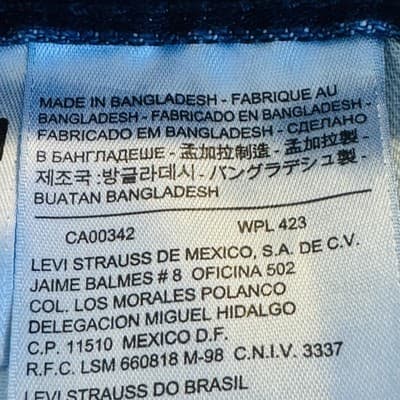 MADE IN BANGLADESH - FABRIQUE AU
BANGLADESH - FABRICADO EN BANGLADESH -
FABRICADO EM BANGLADESH - СДЕЛАНО
В БАНГЛАДЕШЕ - 孟加拉制造 - 孟加拉製 -
제조국 :방글라데시 - バングラデシュ製 -
BUATAN BANGLADESH
CA00342 WPL 423
LEVI STRAUSS DE MEXICO, S.A. DE C.V.
JAIME BALMES # 8 OFICINA 502
COL. LOS MORALES POLANCO
DELEGACION MIGUEL HIDALGO
C.P. 11510 MEXICO D.F.
R.F.C. LSM 660818 M-98 C.N.I.V. 3337
LEVI STRAUSS DO BRASIL